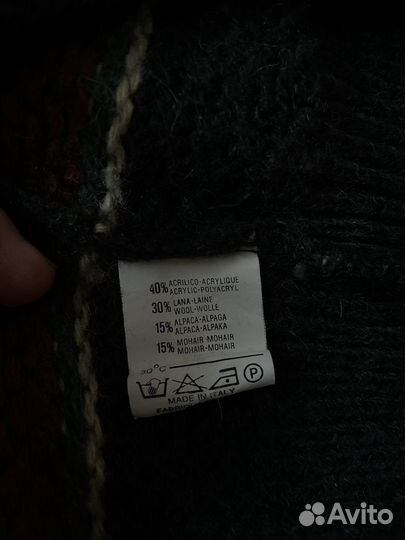 40% ACRILICO-ACRYLIQUE
ACRYLIC-POLYACRYL
30% LANA-LAINE
WOOL-WOLLE
15% ALPACA-ALPAGA
ALPACA-ALPAKA
15% MOHAIR-MOHAIR
MOHAIR-MOHAIR
30°C
P
MADE IN ITALY
Avito